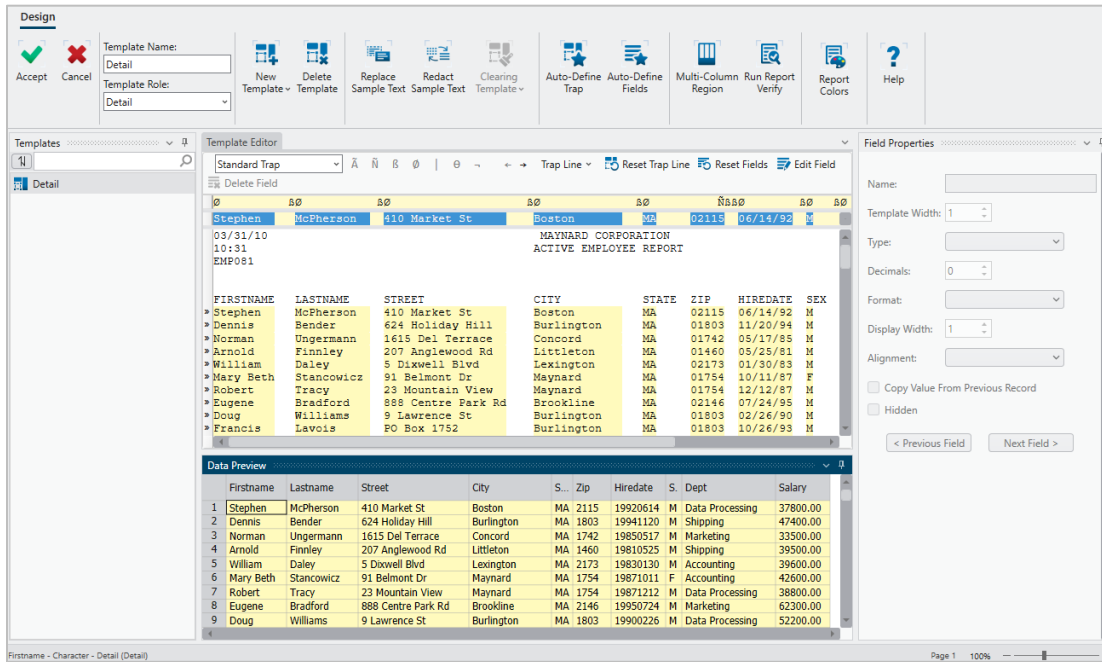 Design
Accept
Cancel
Template Name:
Detail
Template Role:
Detail
New Template
Delete Template
Replace Sample Text
Redact Sample Text
Clearing Template
Auto-Define Trap
Auto-Define Fields
Multi-Column Region
Run Report Verify
Report Colors
Help
Templates
Detail
Template Editor
Standard Trap Ã Ñ ß Ø | ¬ ← → Trap Line Reset Trap Line Reset Fields Edit Field
Delete Field
Ø ßØ ßØ ßØ ßØ ÑßßØ ßØ ßØ
Stephen McPherson 410 Market St Boston MA 02115 06/14/92 M
03/31/10 MAYNARD CORPORATION
10:31 ACTIVE EMPLOYEE REPORT
EMP081
FIRSTNAME LASTNAME STREET CITY STATE ZIP HIREDATE SEX
» Stephen McPherson 410 Market St Boston MA 02115 06/14/92 M
» Dennis Bender 624 Holiday Hill Burlington MA 01803 11/20/94 M
» Norman Ungermann 1615 Del Terrace Concord MA 01742 05/17/85 M
» Arnold Finnley 207 Anglewood Rd Littleton MA 01460 05/25/81 M
» William Daley 5 Dixwell Blvd Lexington MA 02173 01/30/83 M
» Mary Beth Stancowicz 91 Belmont Dr Maynard MA 01754 10/11/87 F
» Robert Tracy 23 Mountain View Maynard MA 01754 12/12/87 M
» Eugene Bradford 888 Centre Park Rd Brookline MA 02146 07/24/95 M
» Doug Williams 9 Lawrence St Burlington MA 01803 02/26/90 M
» Francis Lavois PO Box 1752 Burlington MA 01803 10/26/93 M
Data Preview
Firstname Lastname Street City S... Zip Hiredate S. Dept Salary
1 Stephen McPherson 410 Market St Boston MA 2115 19920614 M Data Processing 37800.00
2 Dennis Bender 624 Holiday Hill Burlington MA 1803 19941120 M Shipping 47400.00
3 Norman Ungermann 1615 Del Terrace Concord MA 1742 19850517 M Marketing 33500.00
4 Arnold Finnley 207 Anglewood Rd Littleton MA 1460 19810525 M Shipping 39500.00
5 William Daley 5 Dixwell Blvd Lexington MA 2173 19830130 M Accounting 39600.00
6 Mary Beth Stancowicz 91 Belmont Dr Maynard MA 1754 19871011 F Accounting 42600.00
7 Robert Tracy 23 Mountain View Maynard MA 1754 19871212 M Data Processing 38800.00
8 Eugene Bradford 888 Centre Park Rd Brookline MA 2146 19950724 M Marketing 62300.00
9 Doug Williams 9 Lawrence St Burlington MA 1803 19900226 M Data Processing 52200.00
Field Properties
Name:
Template Width: 1
Type:
Decimals: 0
Format:
Display Width: 1
Alignment:
Copy Value From Previous Record
Hidden
< Previous Field Next Field >
Firstname - Character - Detail (Detail) Page 1 100%